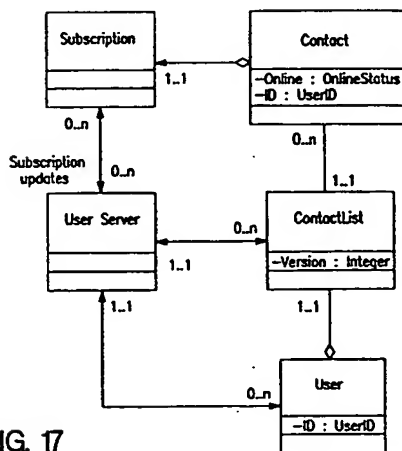 Subscription
Contact
1..1
-Online : OnlineStatus
-ID : UserID
0..n
0..n
Subscription
updates
0..n
1..1
User Server
ContactList
0..n
-Version : Integer
1..1
1..1
1..1
User
0..n
-ID : UserID
IG. 17